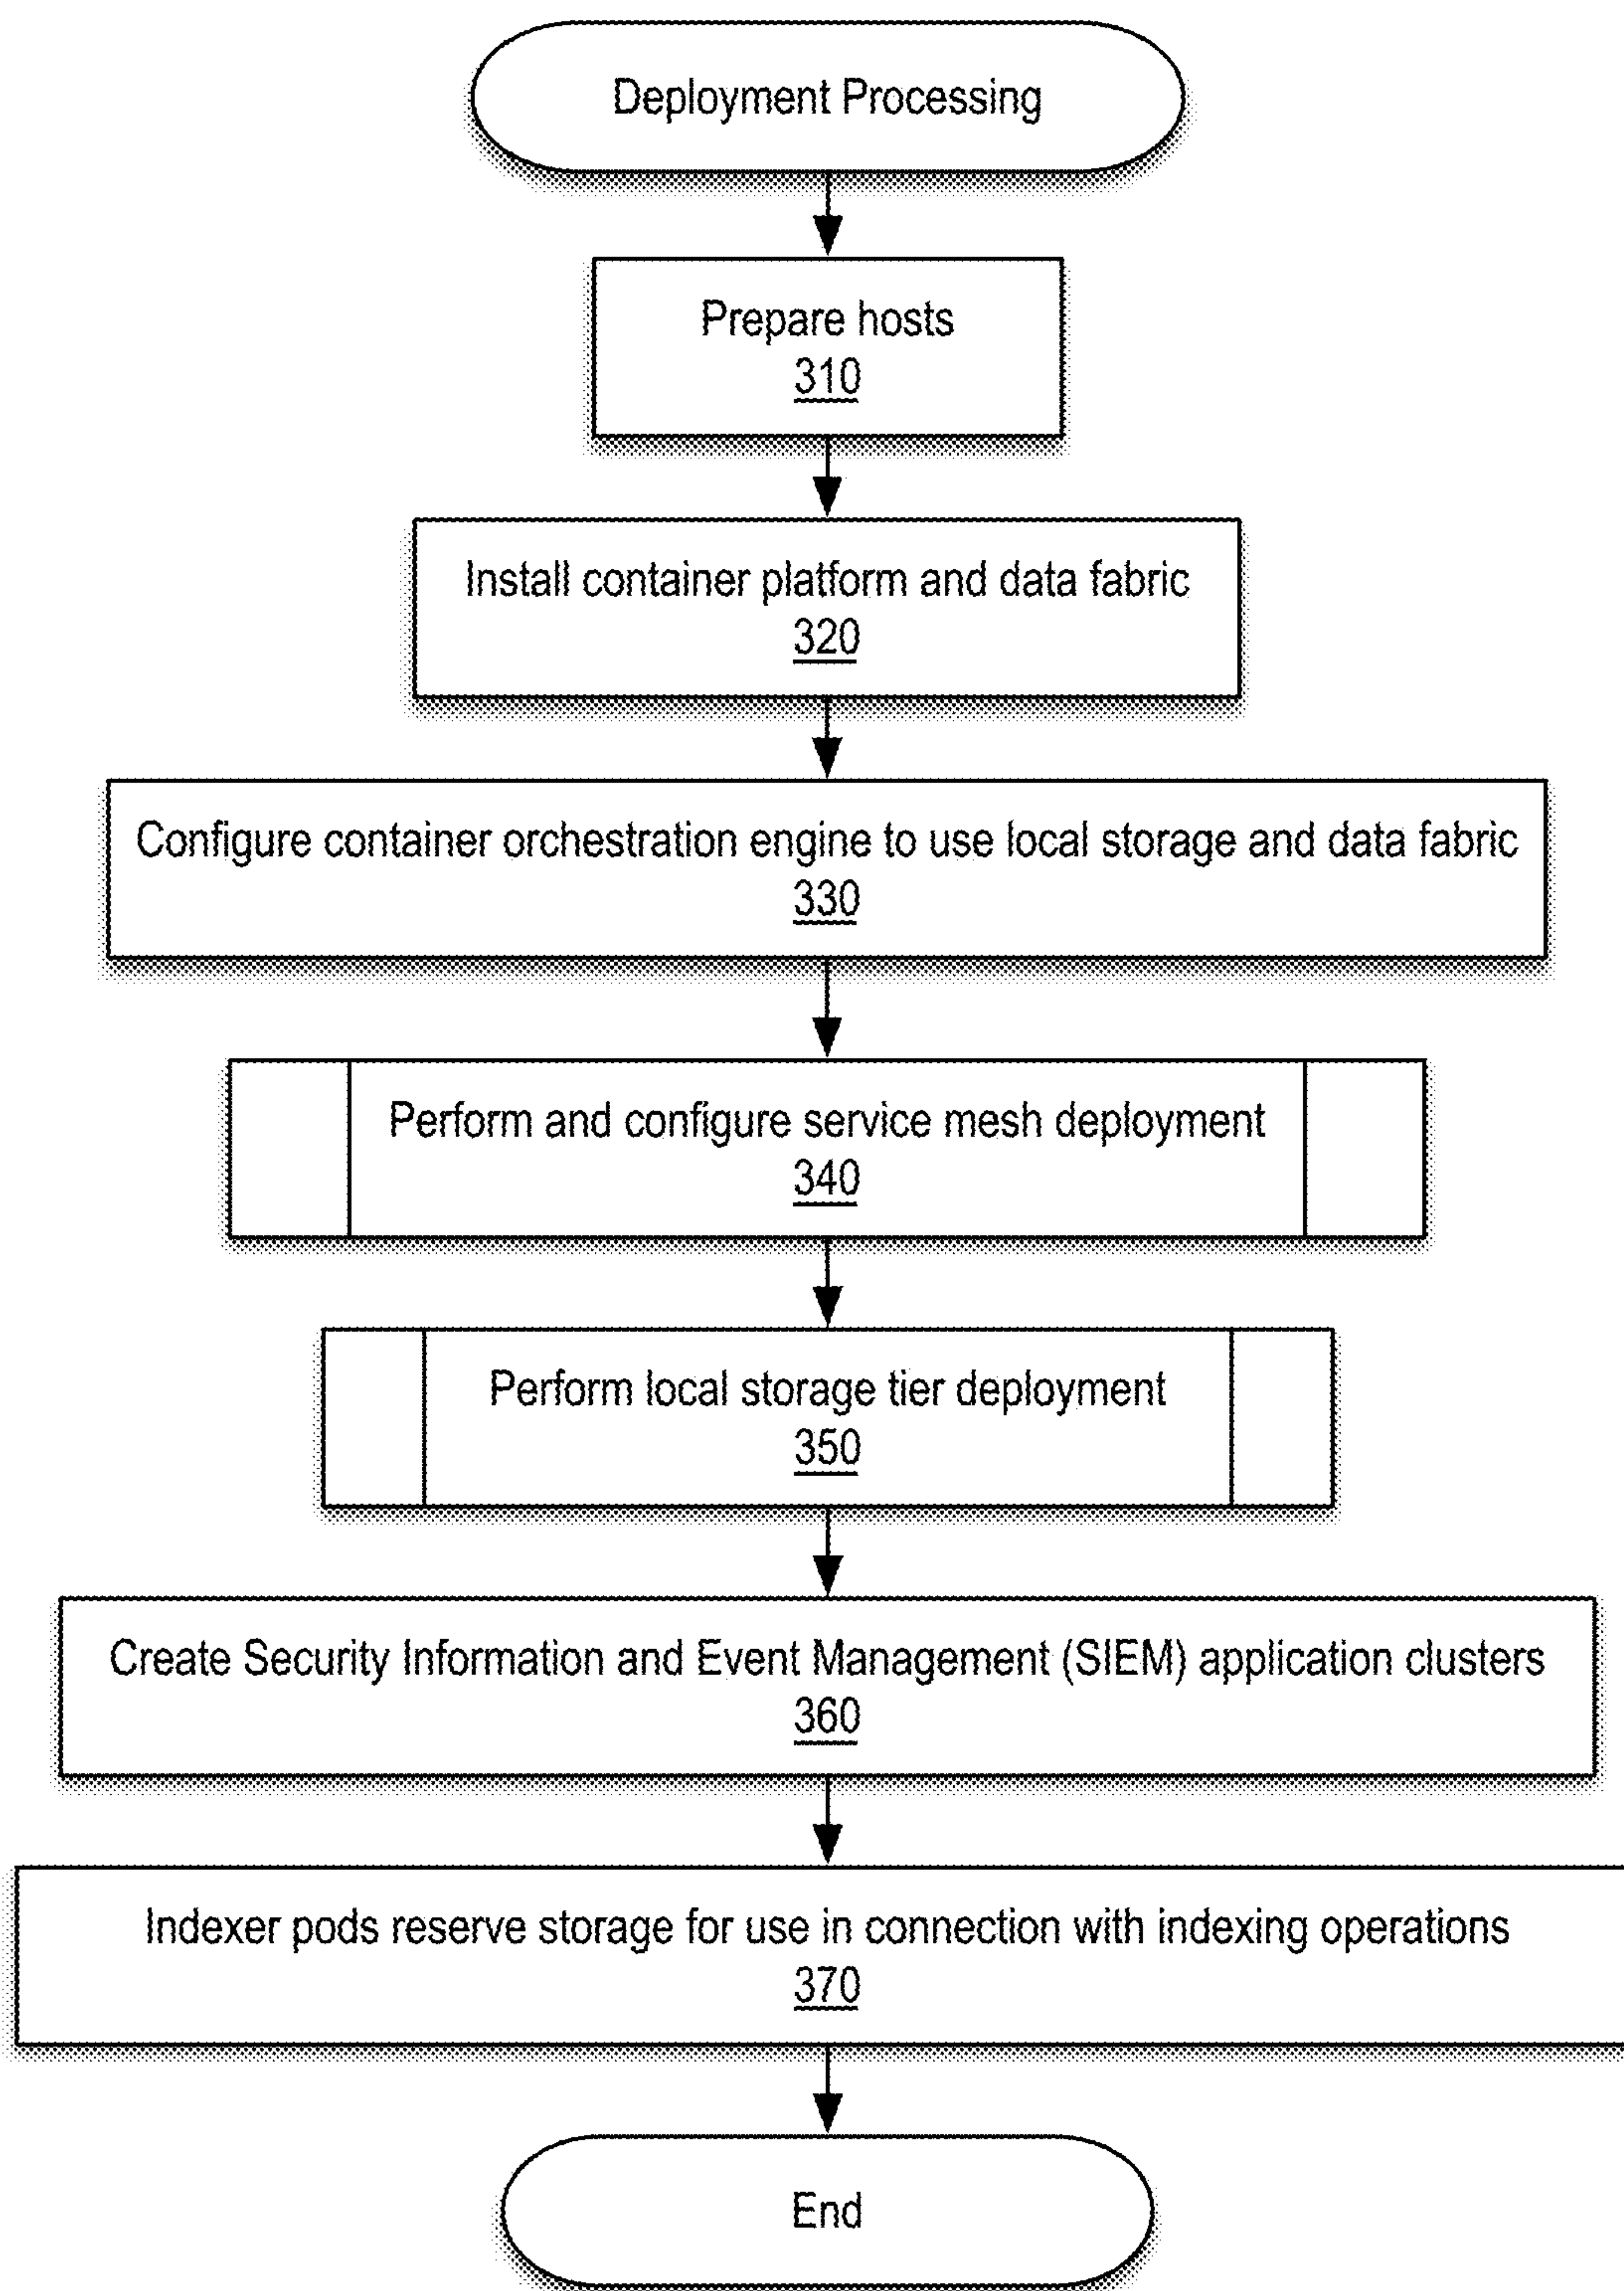 Deployment Processing
Prepare hosts
310
Install container platform and data fabric
320
Configure container orchestration engine to use local storage and data fabric
330
Perform and configure service mesh deployment
340
Perform local storage tier deployment
350
Create Security Information and Event Management (SIEM) application clusters
360
Indexer pods reserve storage for use in connection with indexing operations
370
End